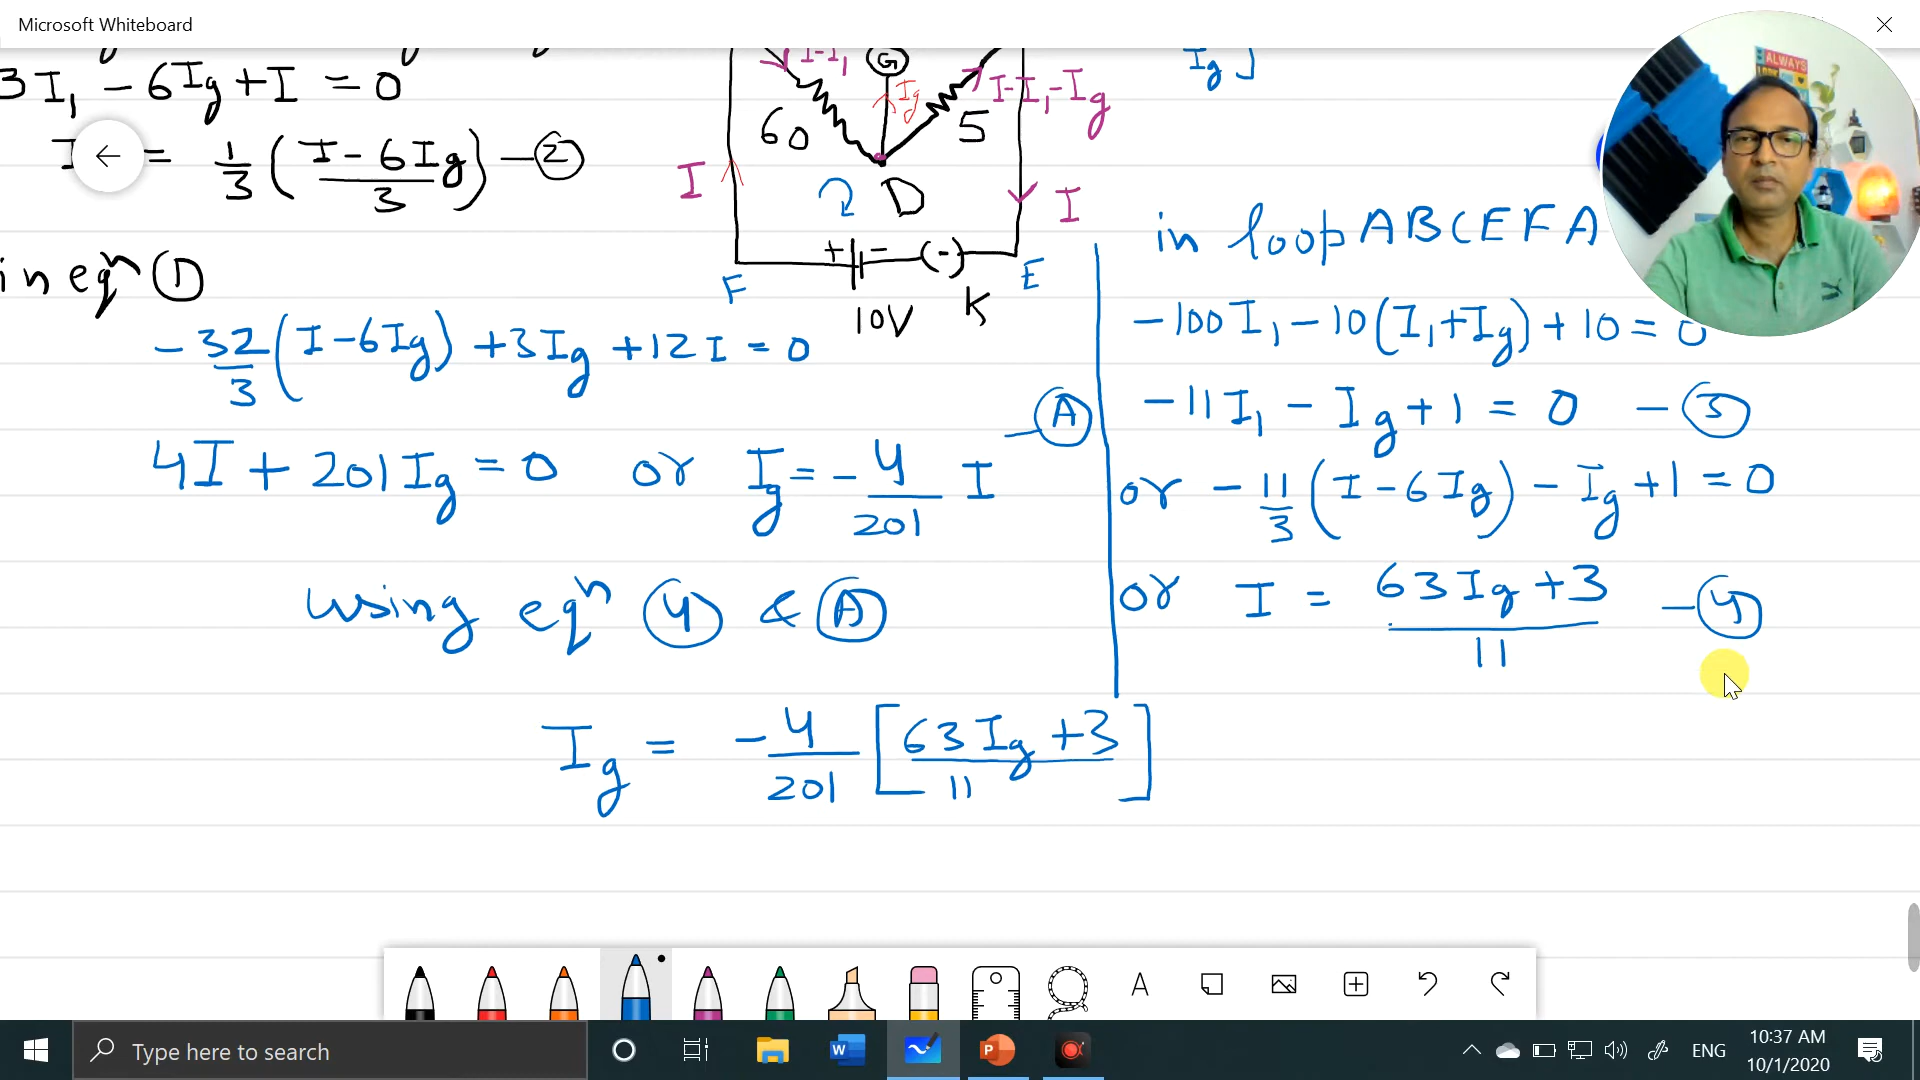 Microsoft Whiteboard
3I₁ - 6Ig + I = 0
= 1/3 (I - 6Ig / 3) - ②
in eqⁿ ①
- 32/3 (I - 6Ig) + 3Ig + 12I = 0
4I + 201Ig = 0 or Ig = - 4/201 I - Ⓐ
using eqⁿ ④ & Ⓐ
Ig = - 4/201 [63Ig + 3 / 11]
I-I₁
G
Ig
I-I₁-Ig
60
5
I
D
I
+ -
(-)
F
E
10V
K
Ig]
ALWAYS
in loop ABCEFA
-100I₁ - 10(I₁+Ig) + 10 = 0
-11I₁ - Ig + 1 = 0 - ③
or - 11/3 (I - 6Ig) - Ig + 1 = 0
or I = 63Ig + 3 / 11 - ④
A
Type here to search
W
P
ENG
10:37 AM
10/1/2020